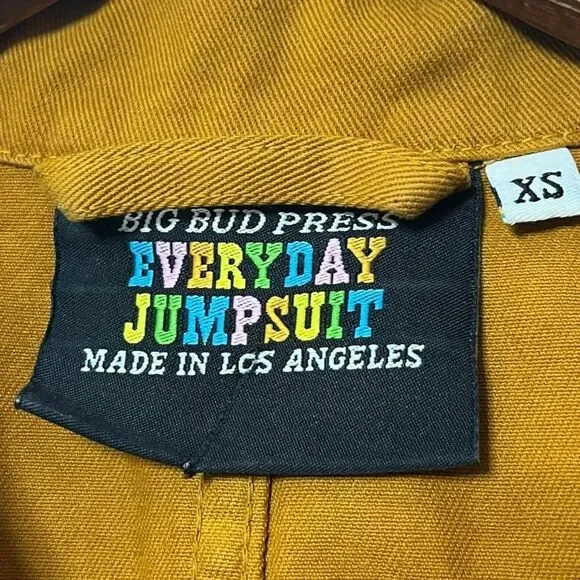 BIG BUD PRESS
EVERYDAY
JUMPSUIT
MADE IN LOS ANGELES
XS